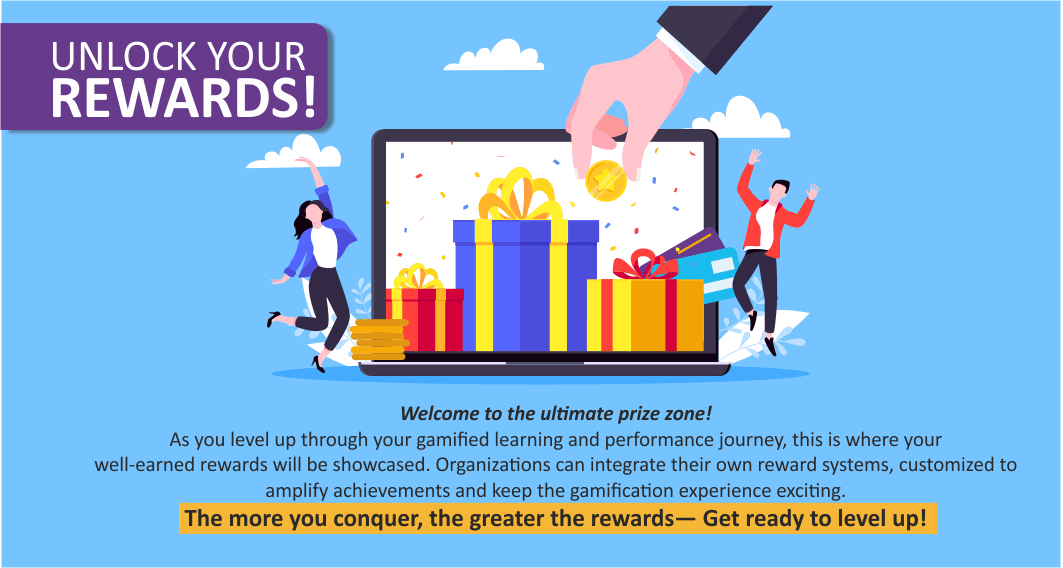 UNLOCK YOUR
REWARDS!
Welcome to the ultimate prize zone!
As you level up through your gamified learning and performance journey, this is where your
well-earned rewards will be showcased. Organizations can integrate their own reward systems, customized to
amplify achievements and keep the gamification experience exciting.
The more you conquer, the greater the rewards— Get ready to level up!